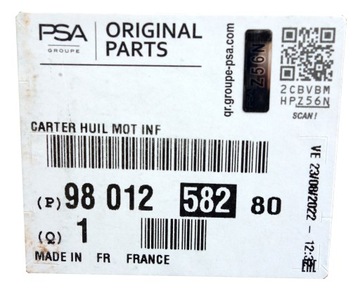 PSA
GROUPE
ORIGINAL
PARTS
qr.groupe-psa.com
Z56N
2CBVBM
HPZ56N
SCAN!
CARTER HUIL MOT INF
(P) 98 012 582 80
(Q) 1
MADE IN FR FRANCE
VE 23/08/2022